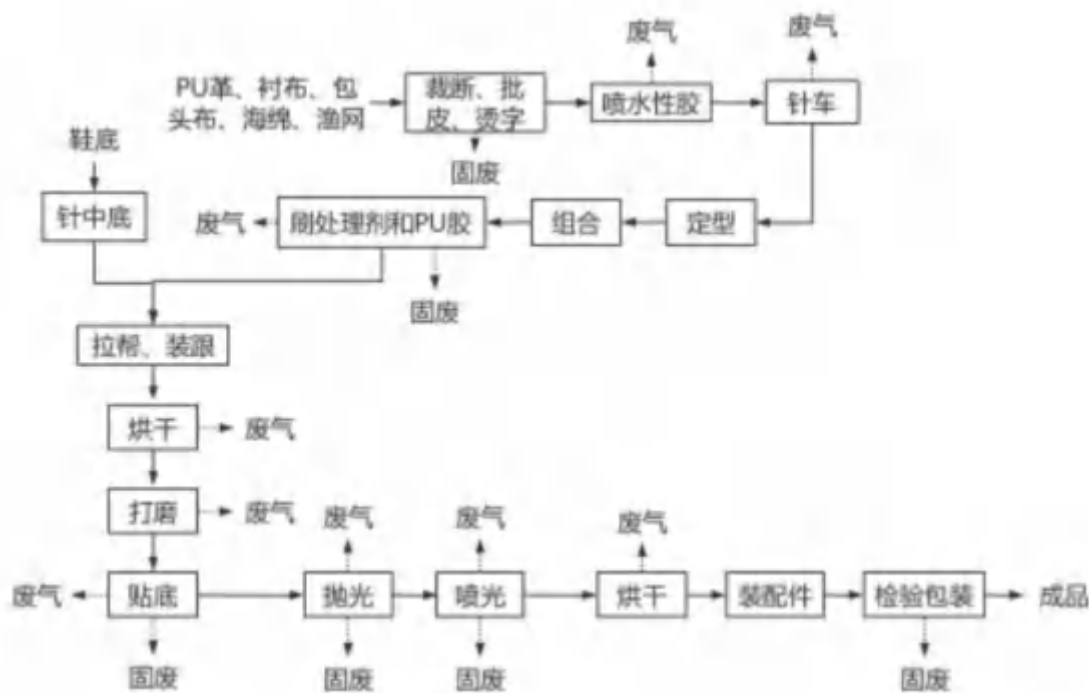 废气
废气
PU革、衬布、包
头布、海绵、渔网
裁断、批
皮、烫字
喷水性胶
针车
固废
鞋底
针中底
废气
刷处理剂和PU胶
组合
定型
固废
拉帮、装跟
烘干
废气
打磨
废气
废气
废气
废气
废气
贴底
抛光
喷光
烘干
装配件
检验包装
成品
固废
固废
固废
固废